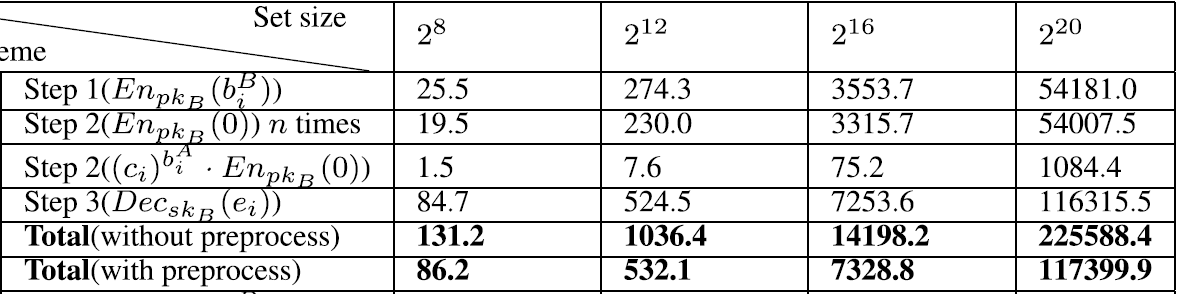 Set size
eme
2^8 2^12 2^16 2^20
Step 1(En_{pk_B}(b_i^B)) 25.5 274.3 3553.7 54181.0
Step 2(En_{pk_B}(0)) n times 19.5 230.0 3315.7 54007.5
Step 2((c_i)^{b_i^A} · En_{pk_B}(0)) 1.5 7.6 75.2 1084.4
Step 3(Dec_{sk_B}(e_i)) 84.7 524.5 7253.6 116315.5
Total(without preprocess) 131.2 1036.4 14198.2 225588.4
Total(with preprocess) 86.2 532.1 7328.8 117399.9